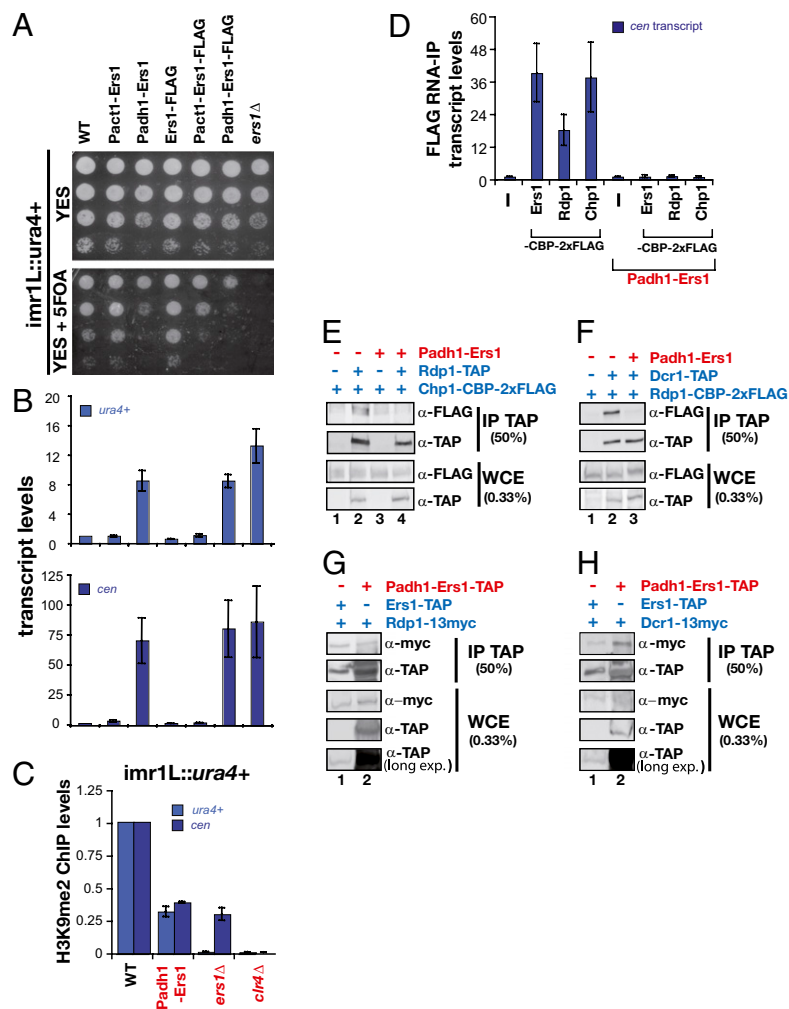 A
WT
Pact1-Ers1
Padh1-Ers1
Ers1-FLAG
Pact1-Ers1-FLAG
Padh1-Ers1-FLAG
ers1Δ
imr1L::ura4+
YES
YES + 5FOA
B
transcript levels
20
16
12
8
4
0
ura4+
125
100
75
50
25
0
cen
C
imr1L::ura4+
H3K9me2 ChIP levels
1.25
1
0.75
0.5
0.25
0
ura4+
cen
WT
Padh1
-Ers1
ers1Δ
clr4Δ
D
FLAG RNA-IP
transcript levels
60
48
36
24
12
0
cen transcript
–
Ers1
Rdp1
Chp1
–
Ers1
Rdp1
Chp1
-CBP-2xFLAG
-CBP-2xFLAG
Padh1-Ers1
E
- - + + Padh1-Ers1
- + - + Rdp1-TAP
+ + + + Chp1-CBP-2xFLAG
α-FLAG
α-TAP
IP TAP
(50%)
α-FLAG
α-TAP
WCE
(0.33%)
1 2 3 4
F
- - + Padh1-Ers1
- + + Dcr1-TAP
+ + + Rdp1-CBP-2xFLAG
α-FLAG
α-TAP
IP TAP
(50%)
α-FLAG
α-TAP
WCE
(0.33%)
1 2 3
G
- + Padh1-Ers1-TAP
+ - Ers1-TAP
+ + Rdp1-13myc
α-myc
α-TAP
IP TAP
(50%)
α–myc
α-TAP
α-TAP
(long exp.)
WCE
(0.33%)
1 2
H
- + Padh1-Ers1-TAP
+ - Ers1-TAP
+ + Dcr1-13myc
α-myc
α-TAP
IP TAP
(50%)
α–myc
α-TAP
α-TAP
(long exp.)
WCE
(0.33%)
1 2